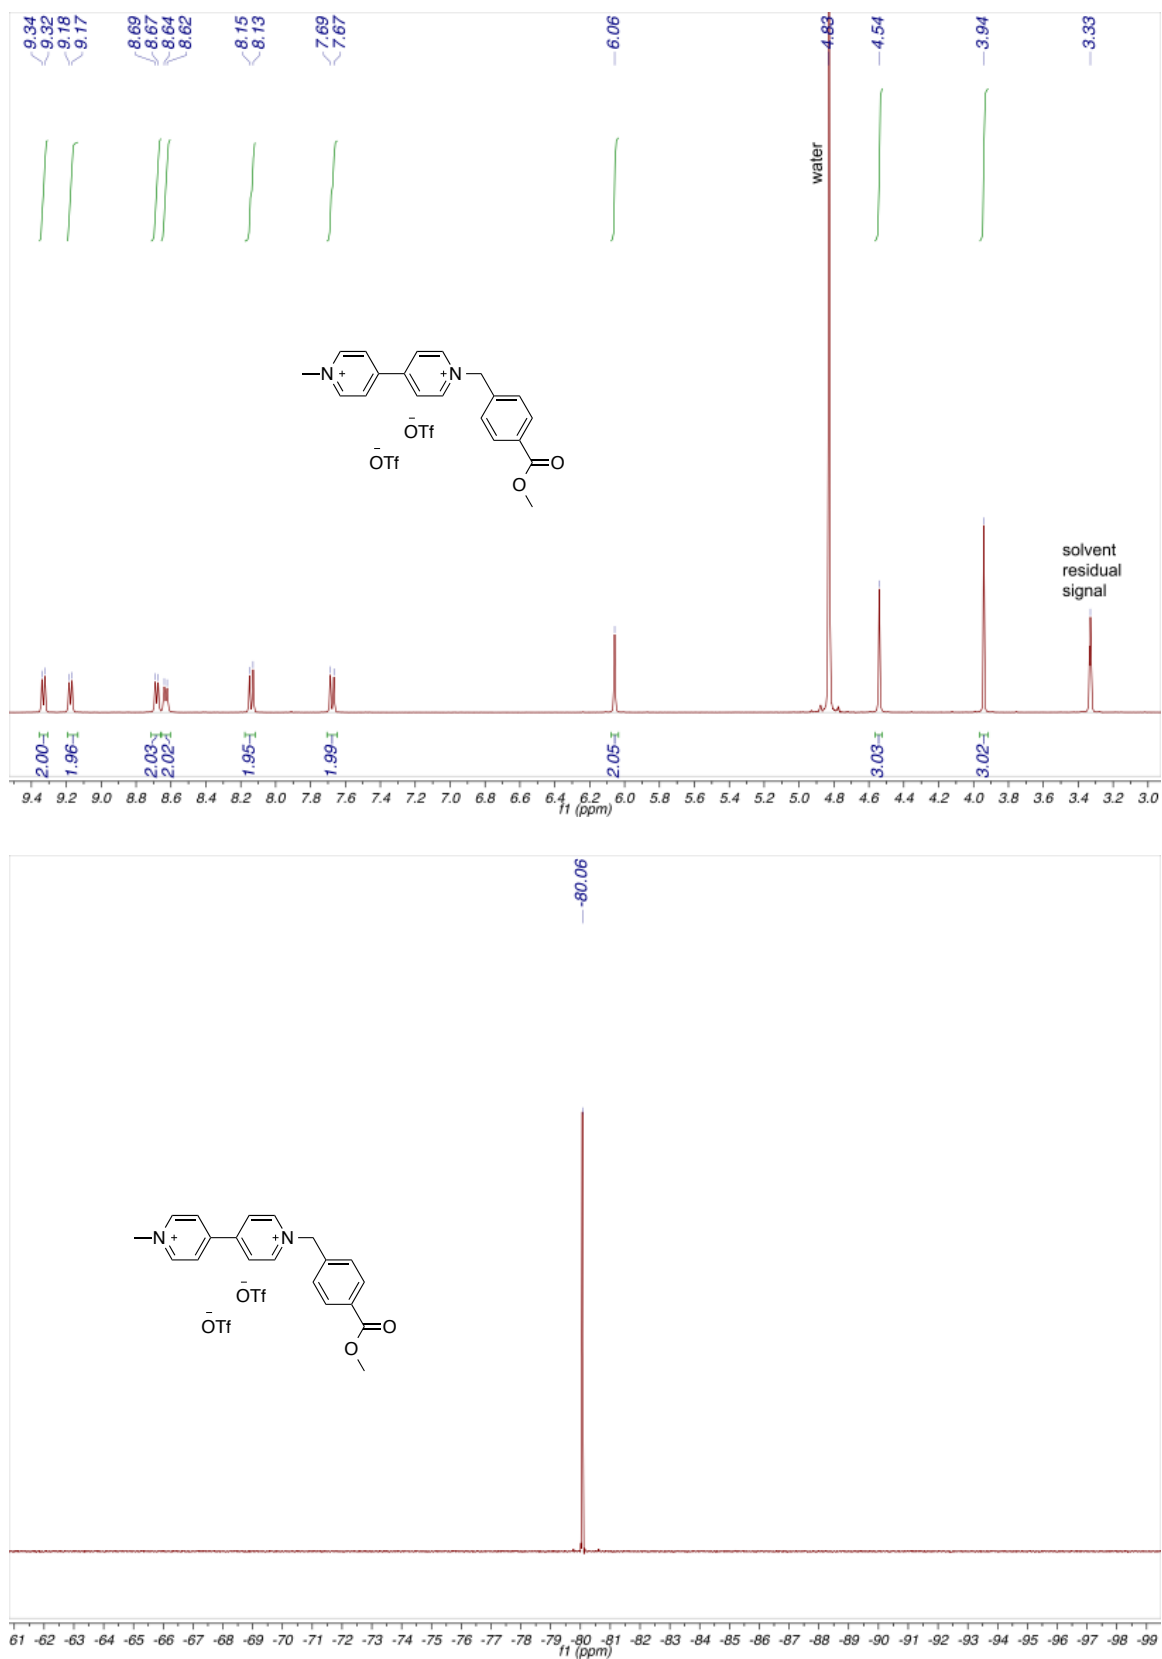 9.34
9.32
9.18
9.17
8.69
8.67
8.64
8.62
8.15
8.13
7.69
7.67
6.06
4.83
4.54
3.94
3.33
water
N
+
+
N
OTf
OTf
O
O
solvent
residual
signal
2.00
1.96
2.03
2.02
1.95
1.99
2.05
3.03
3.02
9.4 9.2 9.0 8.8 8.6 8.4 8.2 8.0 7.8 7.6 7.4 7.2 7.0 6.8 6.6 6.4 6.2 6.0 5.8 5.6 5.4 5.2 5.0 4.8 4.6 4.4 4.2 4.0 3.8 3.6 3.4 3.2 3.0
f1 (ppm)
-80.06
N
+
+
N
OTf
OTf
O
O
61 -62 -63 -64 -65 -66 -67 -68 -69 -70 -71 -72 -73 -74 -75 -76 -77 -78 -79 -80 -81 -82 -83 -84 -85 -86 -87 -88 -89 -90 -91 -92 -93 -94 -95 -96 -97 -98 -99
f1 (ppm)